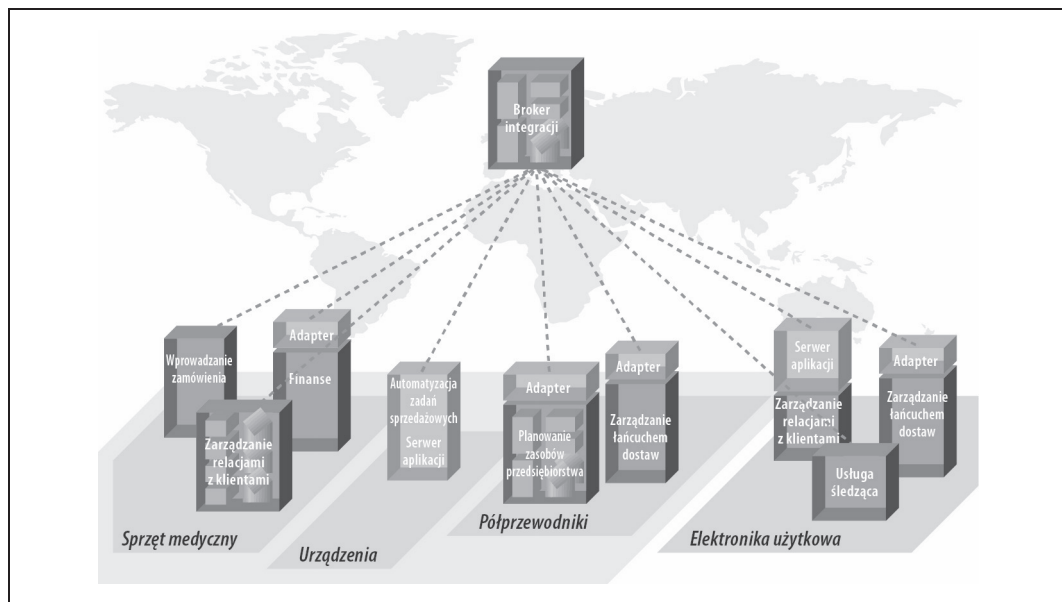 Broker
integracji
Wprowadzanie
zamówienia
Adapter
Finanse
Zarządzanie
relacjami
z klientami
Sprzęt medyczny
Automatyzacja
zadań
sprzedażowych
Serwer
aplikacji
Urządzenia
Adapter
Planowanie
zasobów
przedsiębiorstwa
Adapter
Zarządzanie
łańcuchem
dostaw
Półprzewodniki
Serwer
aplikacji
Zarządzanie
relacjami
z klientami
Adapter
Zarządzanie
łańcuchem
dostaw
Usługa
śledząca
Elektronika użytkowa